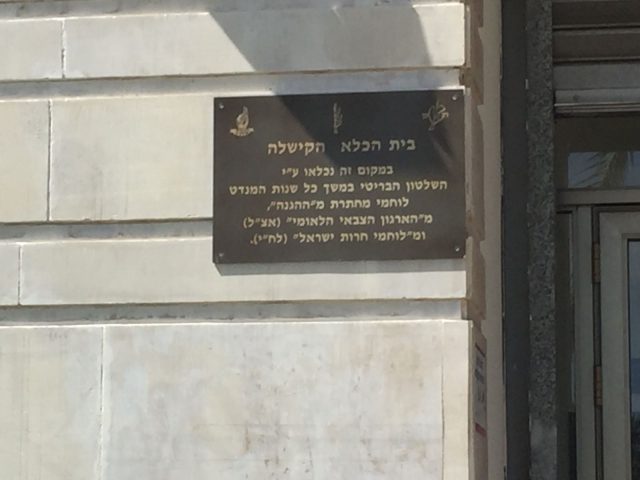 בית הכלא הקישלה
במקום זה נכלאו ע"י
השלטון הבריטי במשך כל שנות המנדט
לוחמי מחתרת מ"ההגנה",
מ"הארגון הצבאי הלאומי" (אצ"ל)
ומ"לוחמי חרות ישראל" (לח"י).